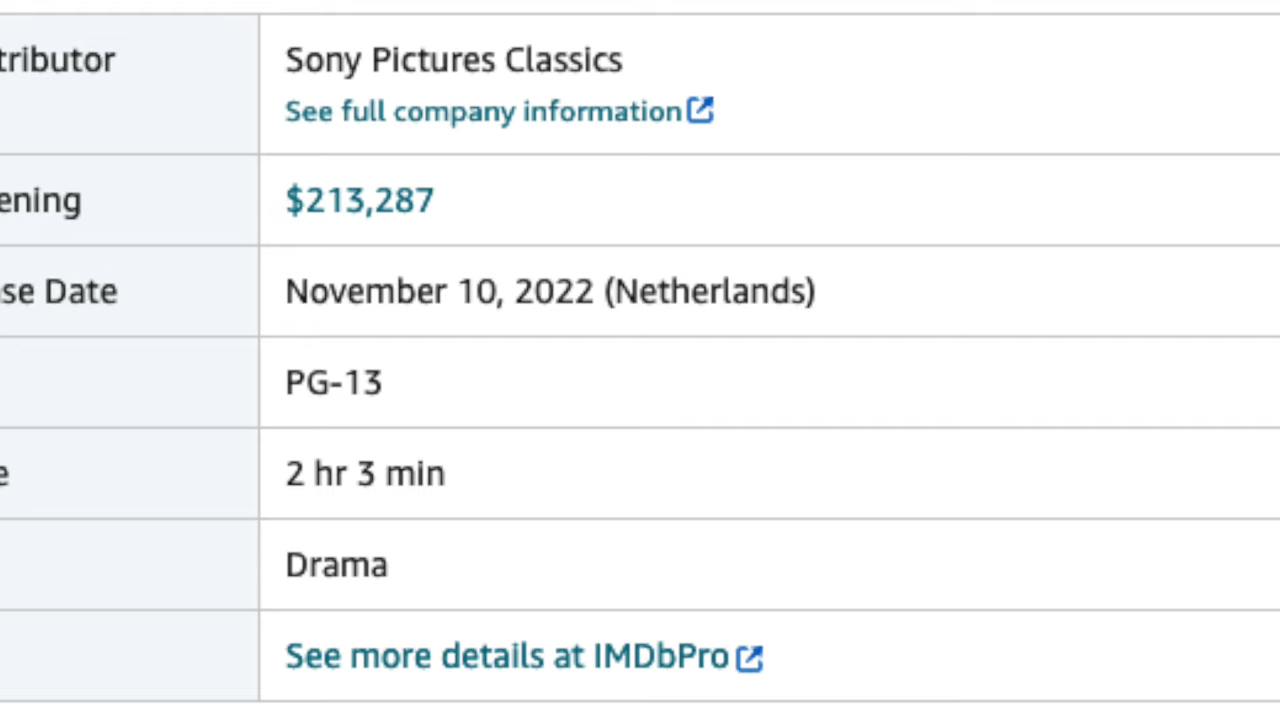 tributor
Sony Pictures Classics
See full company information
ening
$213,287
se Date
November 10, 2022 (Netherlands)
PG-13
e
2 hr 3 min
Drama
See more details at IMDbPro